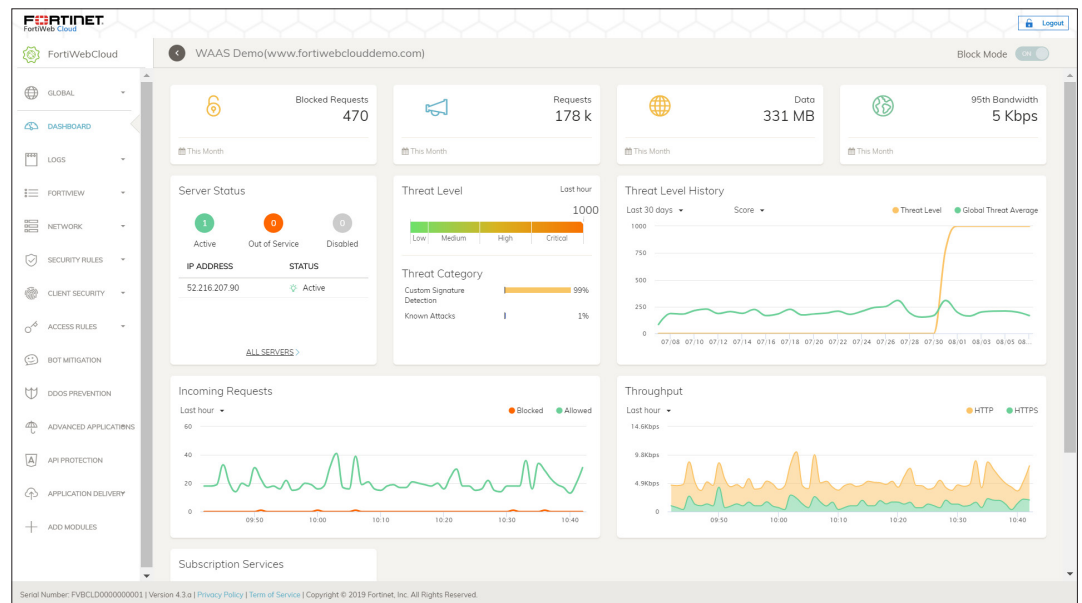 FORTINET
FortiWeb Cloud
Logout
FortiWebCloud
WAAS Demo(www.fortiwebclouddemo.com)
Block Mode
ON
GLOBAL
DASHBOARD
LOGS
FORTIVIEW
NETWORK
SECURITY RULES
CLIENT SECURITY
ACCESS RULES
BOT MITIGATION
DDOS PREVENTION
ADVANCED APPLICATIONS
API PROTECTION
APPLICATION DELIVERY
ADD MODULES
Blocked Requests
470
This Month
Requests
178 k
This Month
Data
331 MB
This Month
95th Bandwidth
5 Kbps
This Month
Server Status
1
0
0
Active
Out of Service
Disabled
IP ADDRESS STATUS
52.216.207.90 Active
ALL SERVERS
Threat Level
Last hour
1000
Low Medium High Critical
Threat Category
Custom Signature
Detection
99%
Known Attacks 1%
Threat Level History
Last 30 days
Score
Threat Level
Global Threat Average
1000
750
500
250
0
07/08 07/10 07/12 07/14 07/16 07/18 07/20 07/22 07/24 07/26 07/28 07/30 08/01 08/03 08/05 08...
Incoming Requests
Last hour
Blocked
Allowed
60
40
20
0
09:50 10:00 10:10 10:20 10:30 10:40
Throughput
Last hour
HTTP
HTTPS
14.6Kbps
9.8Kbps
4.9Kbps
0
09:50 10:00 10:10 10:20 10:30 10:40
Subscription Services
Serial Number: FVBCLD0000000001 | Version 4.3.a | Privacy Policy | Term of Service | Copyright © 2019 Fortinet, Inc. All Rights Reserved.